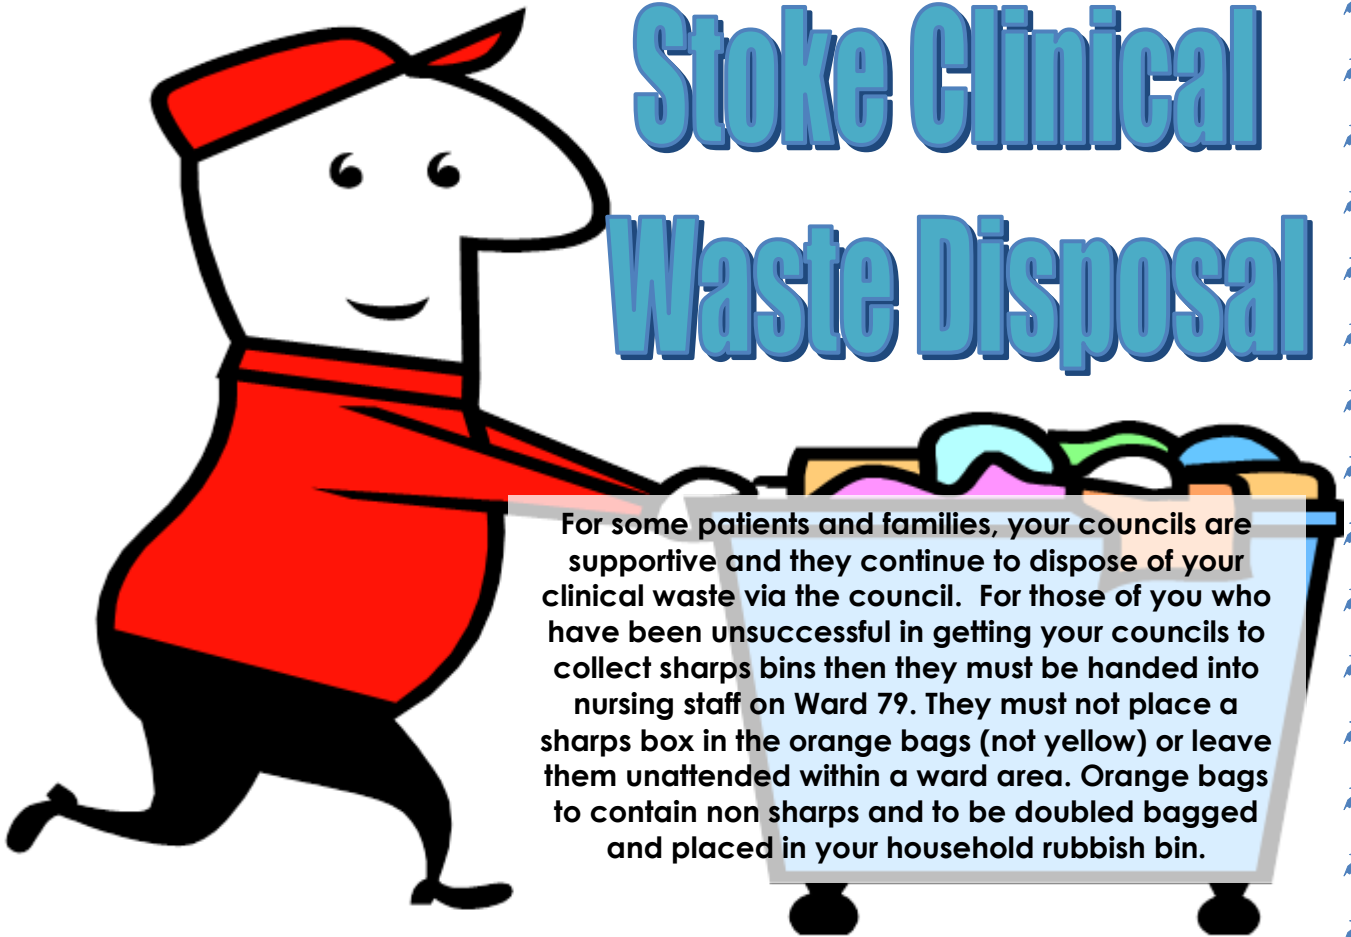 Stoke Clinical
Waste Disposal
For some patients and families, your councils are
supportive and they continue to dispose of your
clinical waste via the council.  For those of you who
have been unsuccessful in getting your councils to
collect sharps bins then they must be handed into
nursing staff on Ward 79. They must not place a
sharps box in the orange bags (not yellow) or leave
them unattended within a ward area. Orange bags
to contain non sharps and to be doubled bagged
and placed in your household rubbish bin.